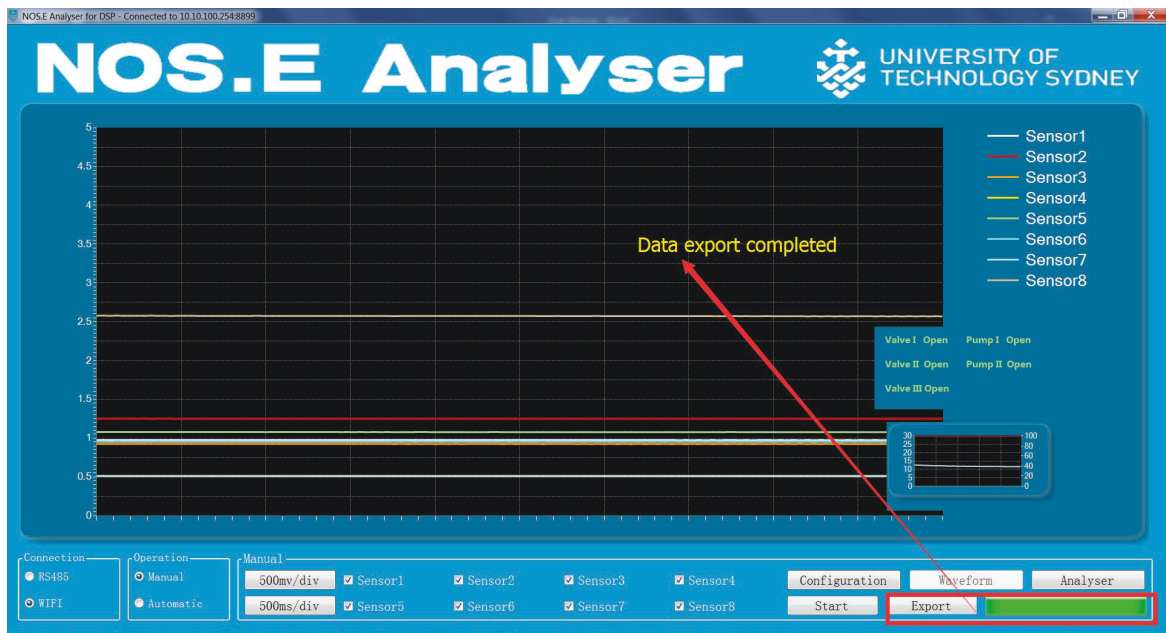 NOS.E Analyser for DSP - Connected to 10.10.100.254:8899
NOS.E Analyser
UNIVERSITY OF
TECHNOLOGY SYDNEY
5
4.5
4
3.5
3
2.5
2
1.5
1
0.5
0
Sensor1
Sensor2
Sensor3
Sensor4
Sensor5
Sensor6
Sensor7
Sensor8
Data export completed
Valve I Open Pump I Open
Valve II Open Pump II Open
Valve III Open
30 100
25 80
20 60
15
10 40
5 20
0 0
Connection Operation Manual
RS485 Manual 500mv/div Sensor1 Sensor2 Sensor3 Sensor4 Configuration Waveform Analyser
WIFI Automatic 500ms/div Sensor5 Sensor6 Sensor7 Sensor8 Start Export